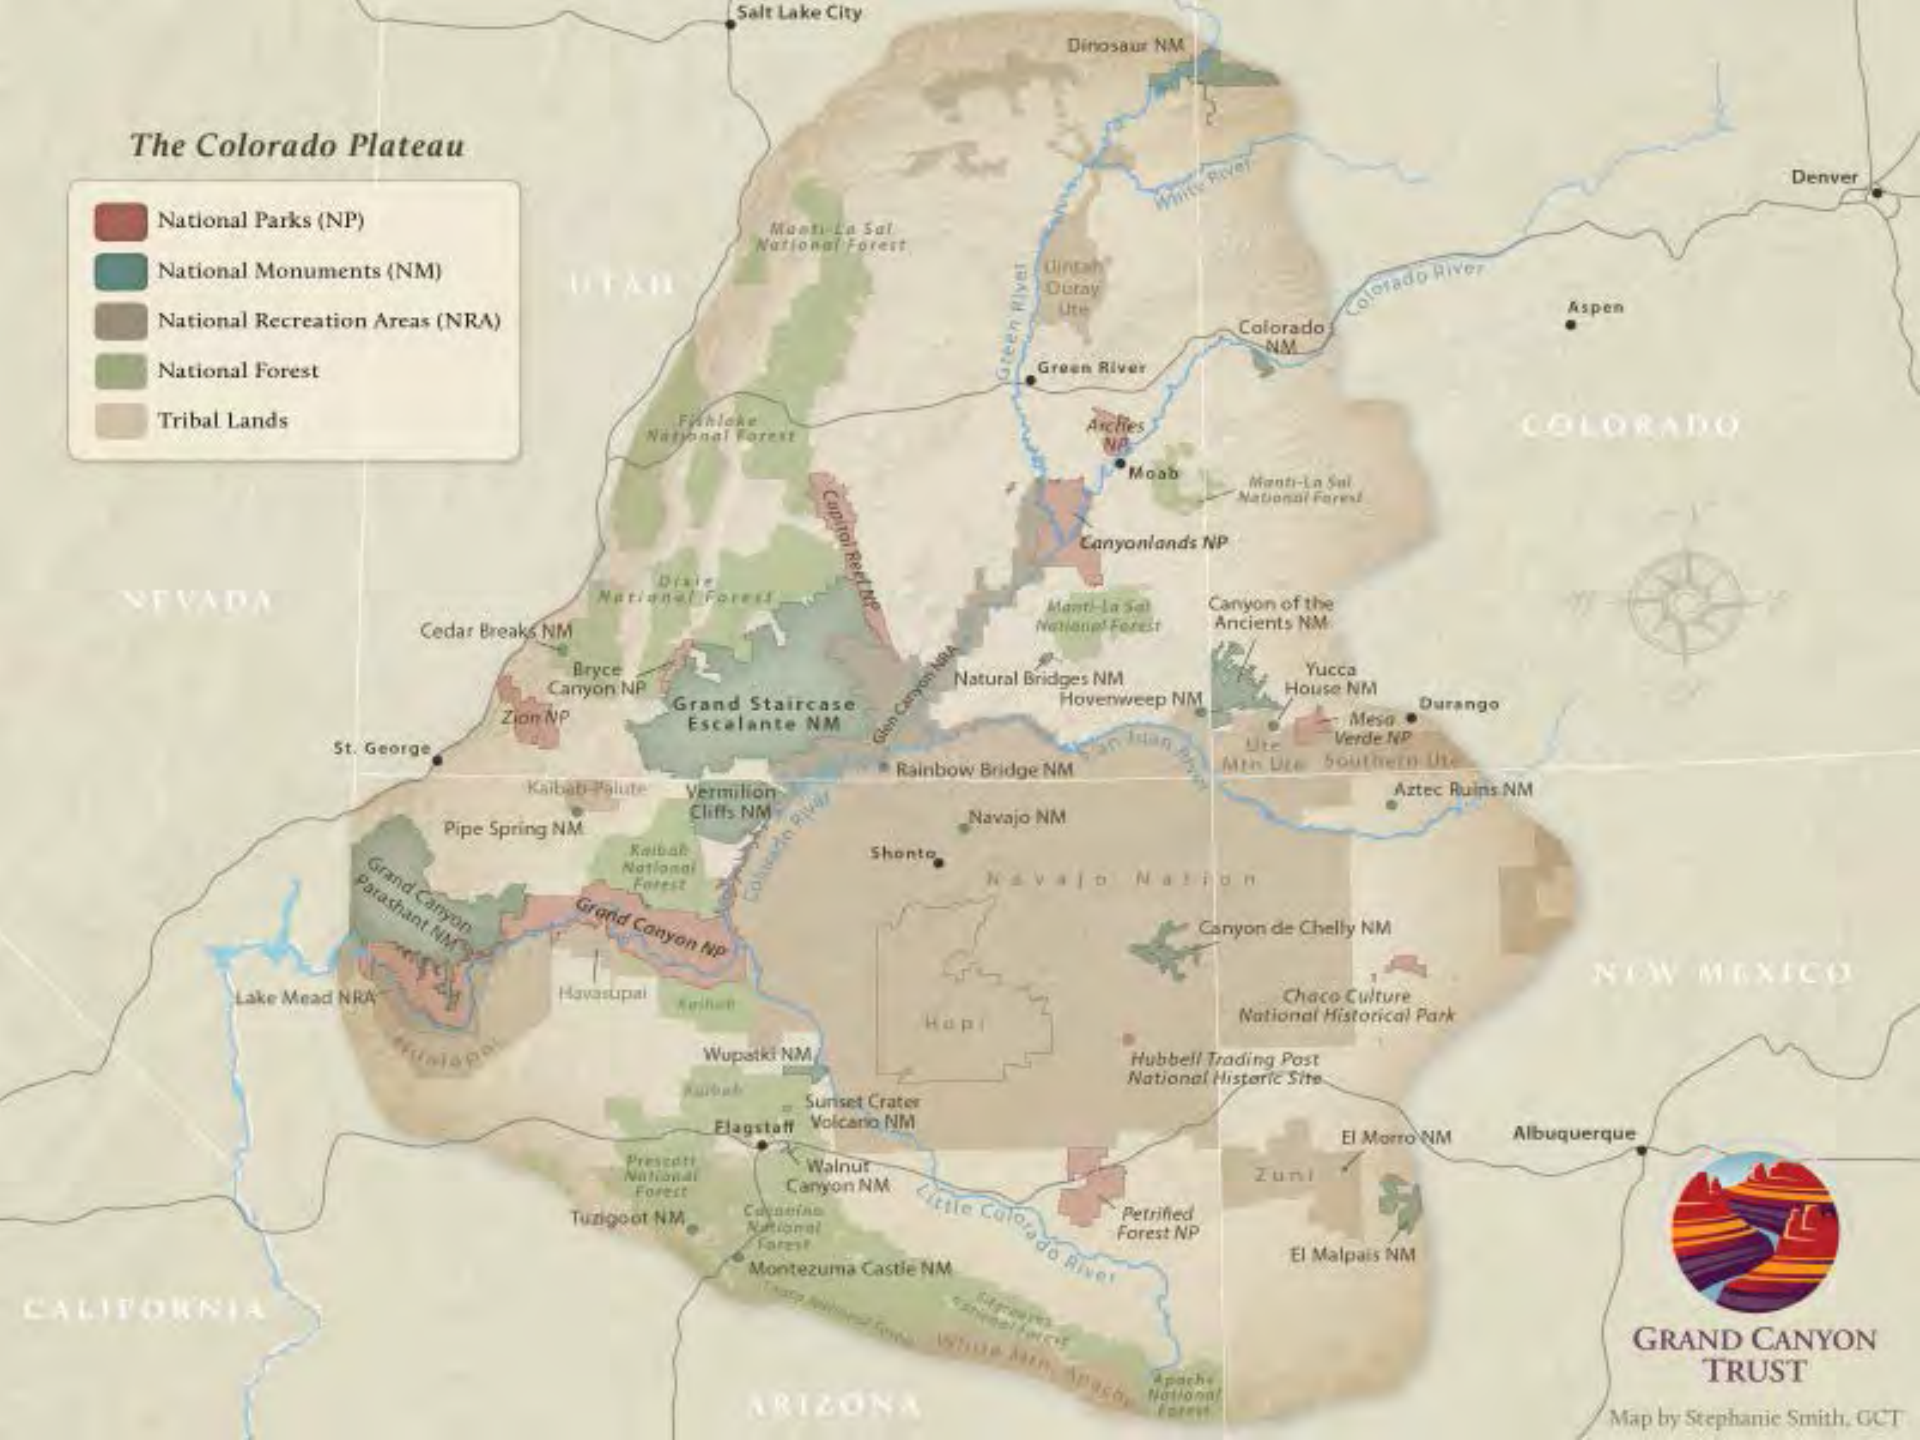 Salt Lake City
Dinosaur NM
The Colorado Plateau
National Parks (NP)
National Monuments (NM)
National Recreation Areas (NRA)
National Forest
Tribal Lands
Denver
White River
Manti-La Sal
National Forest
UTAH
Uintah
Ouray
Ute
Green River
Colorado River
Aspen
Colorado
NM
Green River
Arches
NP
Moab
COLORADO
Fishlake
National Forest
Manti-La Sal
National Forest
Capitol Reef NP
Canyonlands NP
NEVADA
Dixie
National Forest
Manti-La Sal
National Forest
Canyon of the
Ancients NM
Cedar Breaks NM
Bryce
Canyon NP
Natural Bridges NM
Hovenweep NM
Yucca
House NM
Grand Staircase
Escalante NM
Glen Canyon NRA
Zion NP
Durango
Mesa
Verde NP
St. George
San Juan River
Ute
Mtn Ute
Southern Ute
Rainbow Bridge NM
Kaibab-Paiute
Vermilion
Cliffs NM
Aztec Ruins NM
Pipe Spring NM
Colorado River
Navajo NM
Kaibab
National
Forest
Shonto
Navajo Nation
Grand Canyon
Parashant NM
Grand Canyon NP
Canyon de Chelly NM
NEW MEXICO
Lake Mead NRA
Havasupai
Kaibab
Chaco Culture
National Historical Park
Hopi
Hualapai
Wupatki NM
Hubbell Trading Post
National Historic Site
Kaibab
Sunset Crater
Volcano NM
Flagstaff
El Morro NM
Albuquerque
Walnut
Canyon NM
Prescott
National
Forest
Zuni
Little Colorado River
Petrified
Forest NP
Tuzigoot NM
Coconino
National
Forest
El Malpais NM
Montezuma Castle NM
Tonto National Forest
Sitgreaves
National Forest
CALIFORNIA
White Mtn. Apache
Apache
National
Forest
ARIZONA
GRAND CANYON
TRUST
Map by Stephanie Smith, GCT